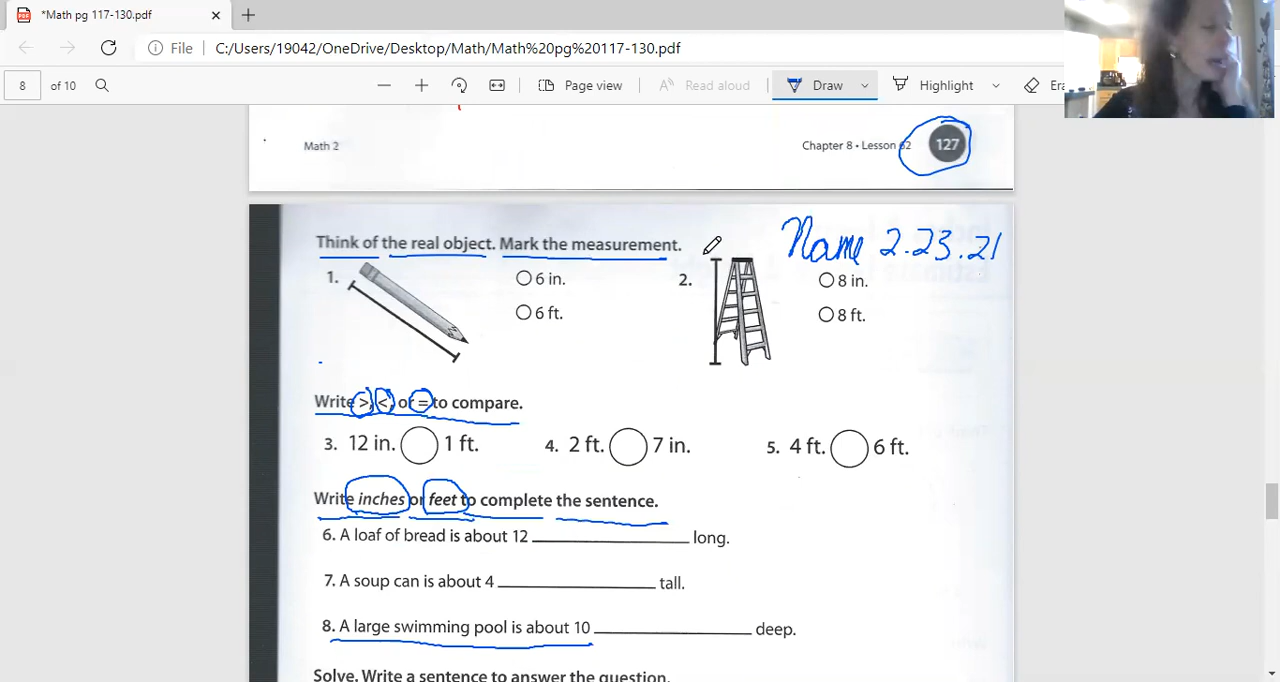 *Math pg 117-130.pdf
File C:/Users/19042/OneDrive/Desktop/Math/Math%20pg%20117-130.pdf
8 of 10 Page view Read aloud Draw Highlight
Math 2 Chapter 8 • Lesson 127
Name 2.23.21
Think of the real object. Mark the measurement.
1. 6 in. 2. 8 in.
6 ft. 8 ft.
Write >, <, or = to compare.
3. 12 in. 1 ft. 4. 2 ft. 7 in. 5. 4 ft. 6 ft.
Write inches or feet to complete the sentence.
6. A loaf of bread is about 12 ____ long.
7. A soup can is about 4 ____ tall.
8. A large swimming pool is about 10 ____ deep.
Solve. Write a sentence to answer the question.